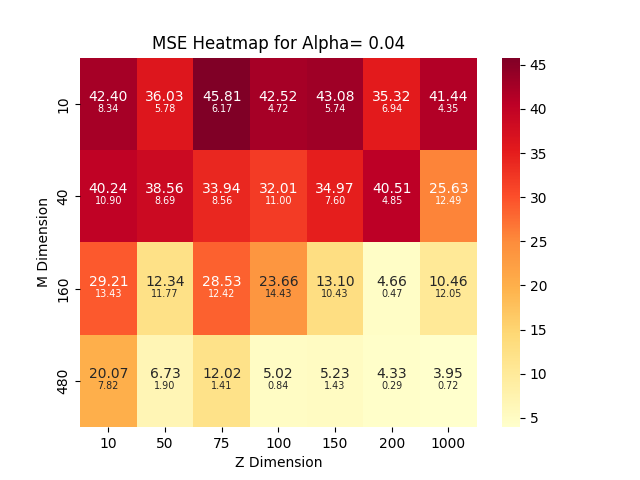 MSE Heatmap for Alpha= 0.04
M Dimension
10
42.40 36.03 45.81 42.52 43.08 35.32 41.44
8.34 5.78 6.17 4.72 5.74 6.94 4.35
40
40.24 38.56 33.94 32.01 34.97 40.51 25.63
10.90 8.69 8.56 11.00 7.60 4.85 12.49
160
29.21 12.34 28.53 23.66 13.10 4.66 10.46
13.43 11.77 12.42 14.43 10.43 0.47 12.05
480
20.07 6.73 12.02 5.02 5.23 4.33 3.95
7.82 1.90 1.41 0.84 1.43 0.29 0.72
10 50 75 100 150 200 1000
Z Dimension
45
40
35
30
25
20
15
10
5